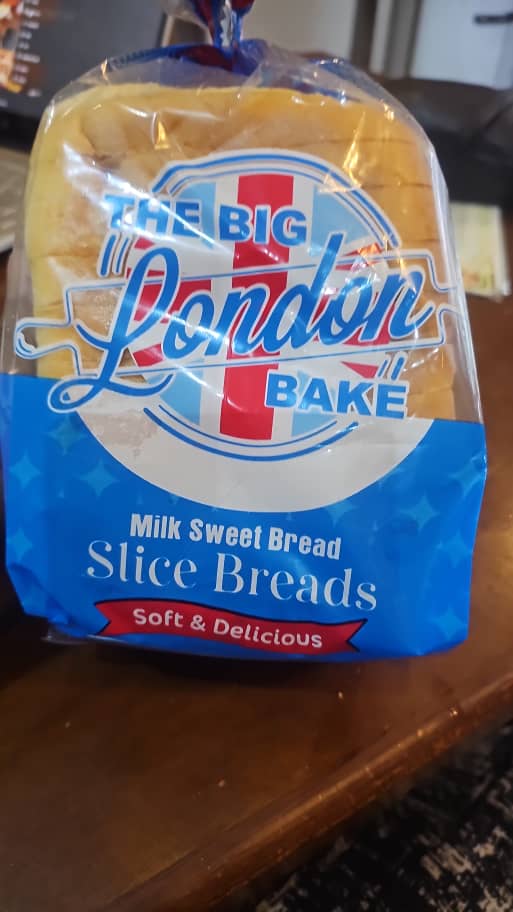 THE BIG
London
BAKE
Milk Sweet Bread
Slice Breads
Soft & Delicious